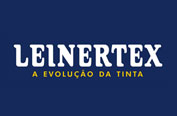 LEINERTEX
A EVOLUÇÃO DA TINTA